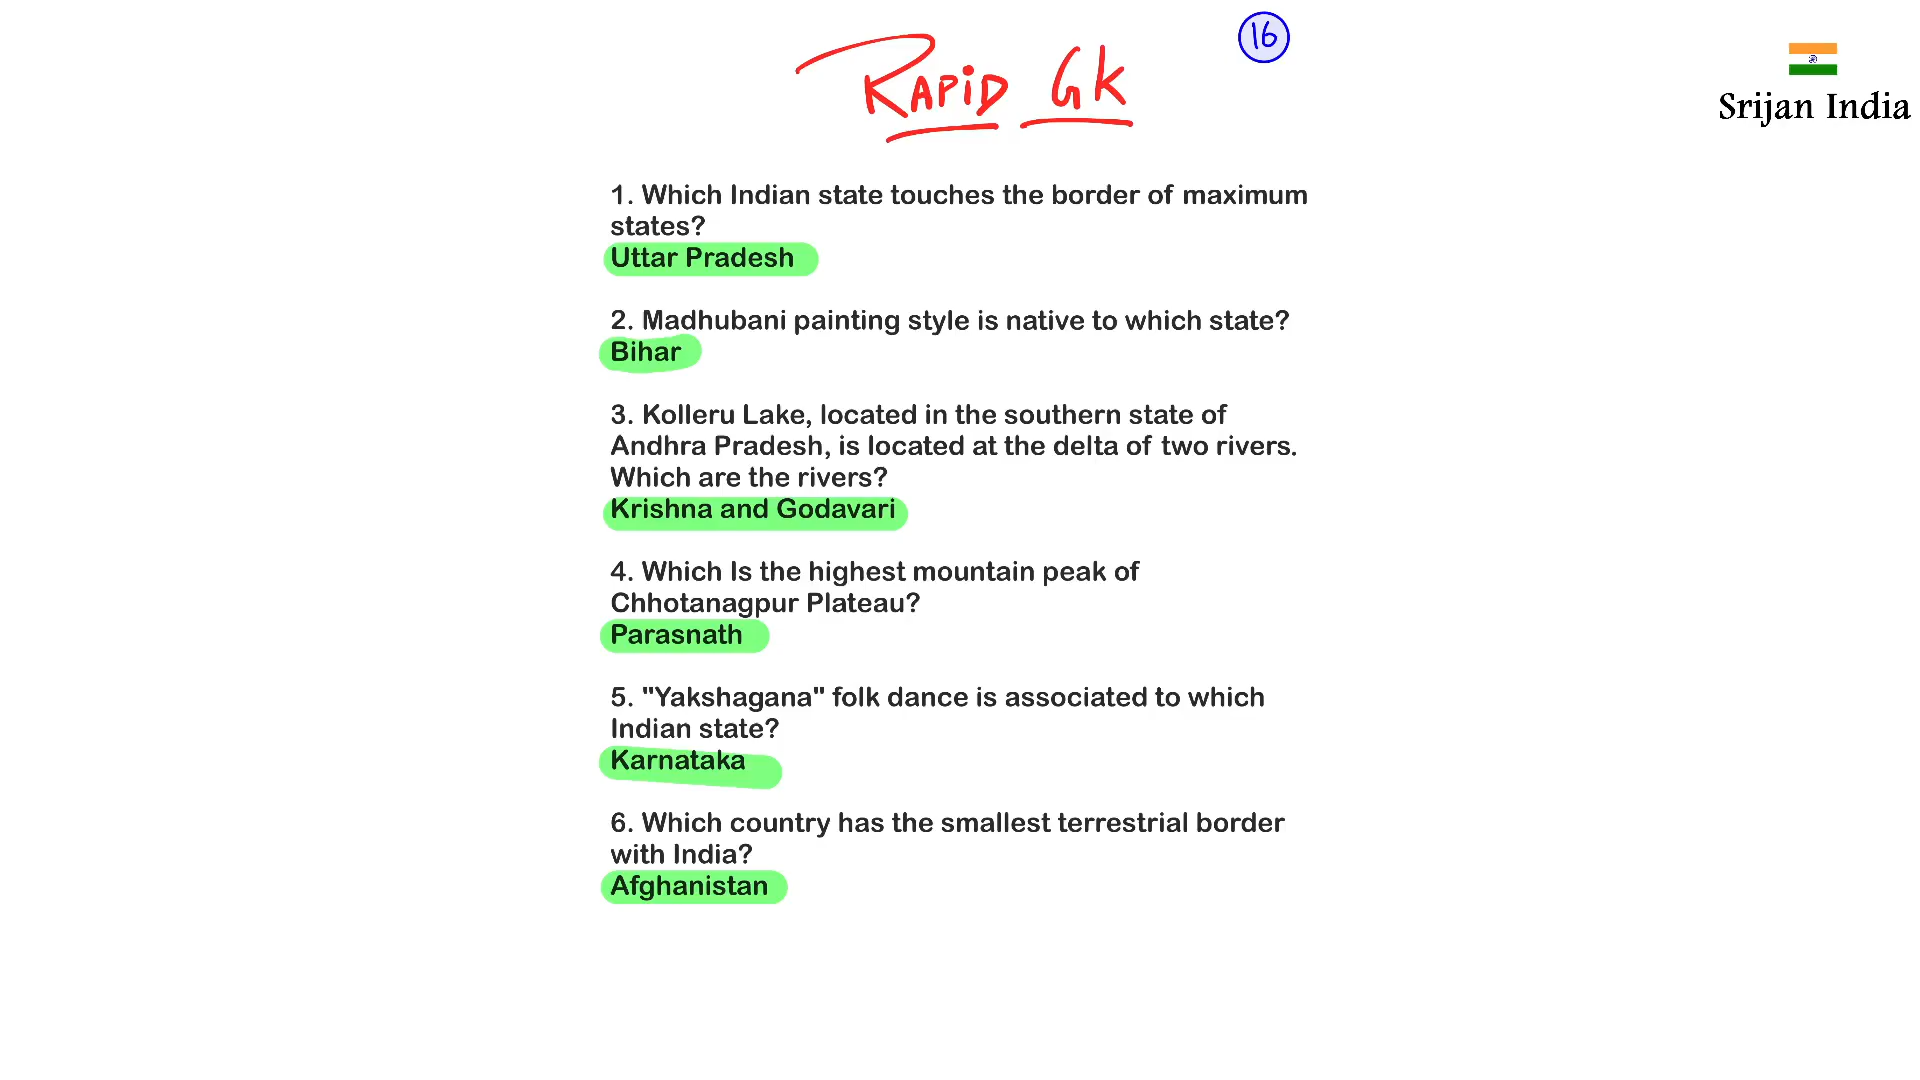 RAPiD GK
16
Srijan India
1. Which Indian state touches the border of maximum
states?
Uttar Pradesh
2. Madhubani painting style is native to which state?
Bihar
3. Kolleru Lake, located in the southern state of
Andhra Pradesh, is located at the delta of two rivers.
Which are the rivers?
Krishna and Godavari
4. Which Is the highest mountain peak of
Chhotanagpur Plateau?
Parasnath
5. "Yakshagana" folk dance is associated to which
Indian state?
Karnataka
6. Which country has the smallest terrestrial border
with India?
Afghanistan